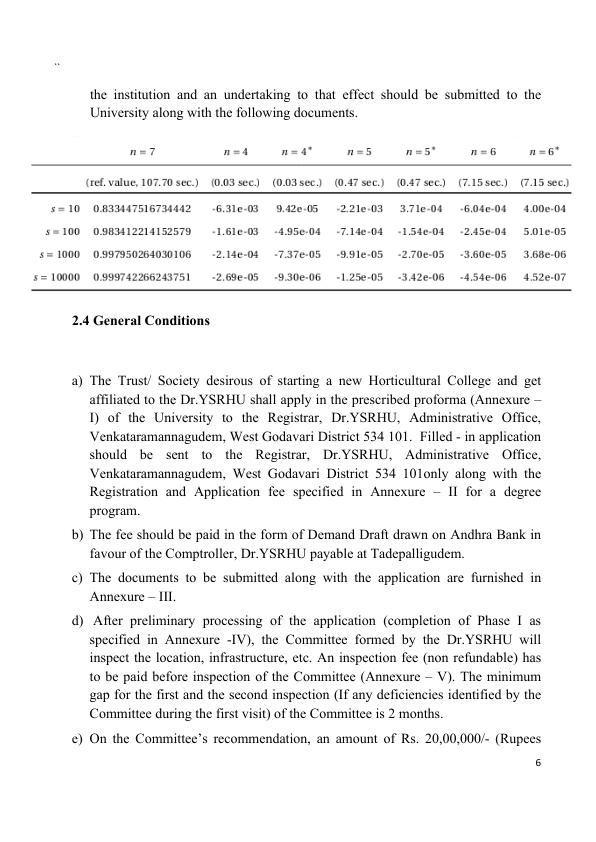 ``
the institution and an undertaking to that effect should be submitted to the
University along with the following documents.
n = 7 n = 4 n = 4* n = 5 n = 5* n = 6 n = 6*
(ref. value, 107.70 sec.) (0.03 sec.) (0.03 sec.) (0.47 sec.) (0.47 sec.) (7.15 sec.) (7.15 sec.)
s = 10 0.833447516734442 -6.31e-03 9.42e-05 -2.21e-03 3.71e-04 -6.04e-04 4.00e-04
s = 100 0.983412214152579 -1.61e-03 -4.95e-04 -7.14e-04 -1.54e-04 -2.45e-04 5.01e-05
s = 1000 0.997950264030106 -2.14e-04 -7.37e-05 -9.91e-05 -2.70e-05 -3.60e-05 3.68e-06
s = 10000 0.999742266243751 -2.69e-05 -9.30e-06 -1.25e-05 -3.42e-06 -4.54e-06 4.52e-07
2.4 General Conditions
a) The Trust/ Society desirous of starting a new Horticultural College and get
affiliated to the Dr.YSRHU shall apply in the prescribed proforma (Annexure –
I) of the University to the Registrar, Dr.YSRHU, Administrative Office,
Venkataramannagudem, West Godavari District 534 101. Filled - in application
should be sent to the Registrar, Dr.YSRHU, Administrative Office,
Venkataramannagudem, West Godavari District 534 101only along with the
Registration and Application fee specified in Annexure – II for a degree
program.
b) The fee should be paid in the form of Demand Draft drawn on Andhra Bank in
favour of the Comptroller, Dr.YSRHU payable at Tadepalligudem.
c) The documents to be submitted along with the application are furnished in
Annexure – III.
d) After preliminary processing of the application (completion of Phase I as
specified in Annexure -IV), the Committee formed by the Dr.YSRHU will
inspect the location, infrastructure, etc. An inspection fee (non refundable) has
to be paid before inspection of the Committee (Annexure – V). The minimum
gap for the first and the second inspection (If any deficiencies identified by the
Committee during the first visit) of the Committee is 2 months.
e) On the Committee’s recommendation, an amount of Rs. 20,00,000/- (Rupees
6